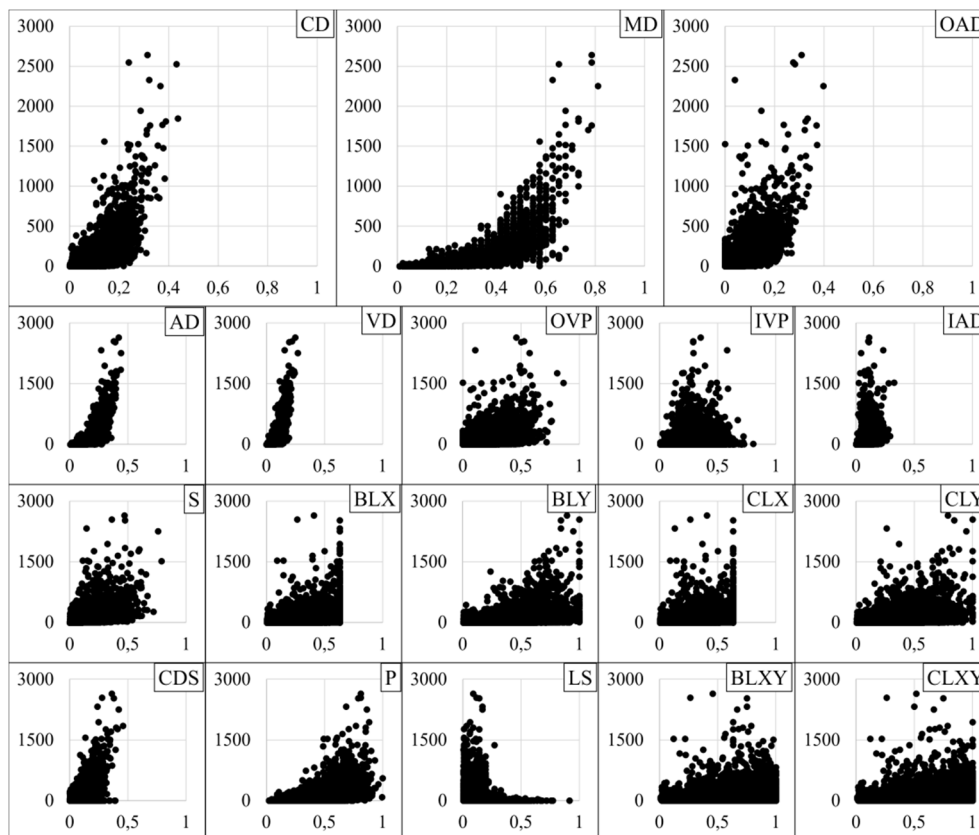 3000 CD 3000 MD 3000 OAD
2500 2500 2500
2000 2000 2000
1500 1500 1500
1000 1000 1000
500 500 500
0 0 0
0 0,2 0,4 0,6 0,8 1 0 0,2 0,4 0,6 0,8 1 0 0,2 0,4 0,6 0,8 1
3000 AD 3000 VD 3000 OVP 3000 IVP 3000 IAD
1500 1500 1500 1500 1500
0 0 0 0 0
0 0,5 1 0 0,5 1 0 0,5 1 0 0,5 1 0 0,5 1
3000 S 3000 BLX 3000 BLY 3000 CLX 3000 CLY
1500 1500 1500 1500 1500
0 0 0 0 0
0 0,5 1 0 0,5 1 0 0,5 1 0 0,5 1 0 0,5 1
3000 CDS 3000 P 3000 LS 3000 BLXY 3000 CLXY
1500 1500 1500 1500 1500
0 0 0 0 0
0 0,5 1 0 0,5 1 0 0,5 1 0 0,5 1 0 0,5 1